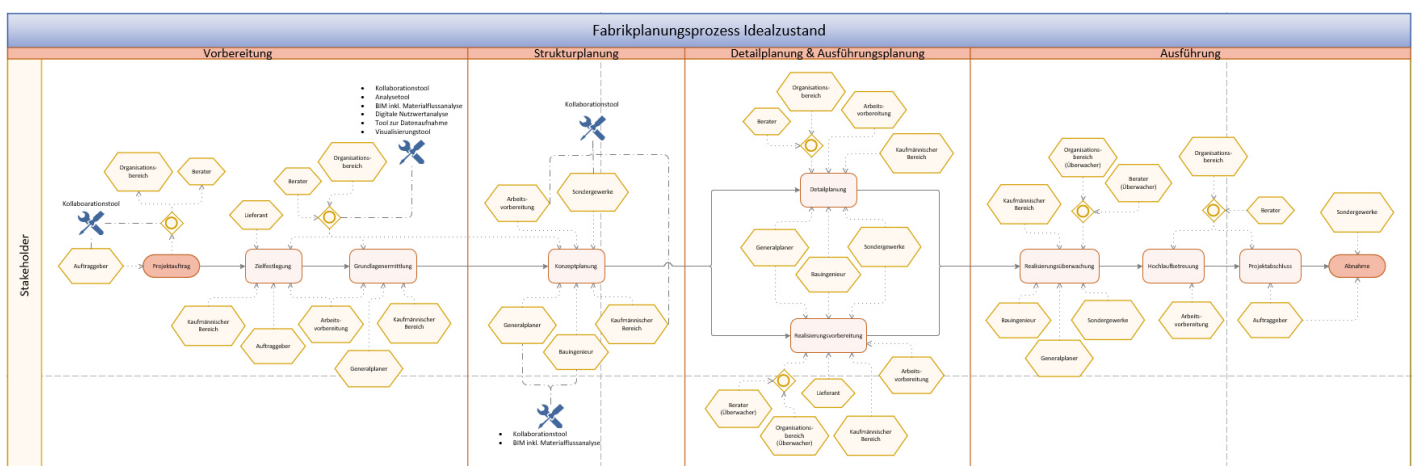 Fabrikplanungsprozess Idealzustand
Vorbereitung
Strukturplanung
Detailplanung & Ausführungsplanung
Ausführung
Stakeholder
Kollaborationstool
Analysetool
BIM inkl. Materialflussanalyse
Digitale Nutzwertanalyse
Tool zur Datenaufnahme
Visualisierungstool
Organisations-
bereich
Berater
Kollaboarationstool
Auftraggeber
Projektauftrag
Berater
Organisations-
bereich
Lieferant
Zielfestlegung
Grundlagenermittlung
Kaufmännischer
Bereich
Auftraggeber
Arbeits-
vorbereitung
Kaufmännischer
Bereich
Generalplaner
Kollaborationstool
Arbeits-
vorbereitung
Sondergewerke
Konzeptplanung
Generalplaner
Bauingenieur
Kaufmännischer
Bereich
Kollaborationstool
BIM inkl. Materialflussanalyse
Organisations-
bereich
Berater
Arbeits-
vorbereitung
Kaufmännischer
Bereich
Detailplanung
Generalplaner
Bauingenieur
Sondergewerke
Realisierungsvorbereitung
Berater
(Überwacher)
Organisations-
bereich
(Überwacher)
Lieferant
Kaufmännischer
Bereich
Arbeits-
vorbereitung
Organisations-
bereich
(Überwacher)
Berater
(Überwacher)
Kaufmännischer
Bereich
Organisations-
bereich
Berater
Sondergewerke
Realisierungsüberwachung
Hochlaufbetreuung
Projektabschluss
Abnahme
Bauingenieur
Generalplaner
Sondergewerke
Arbeits-
vorbereitung
Auftraggeber